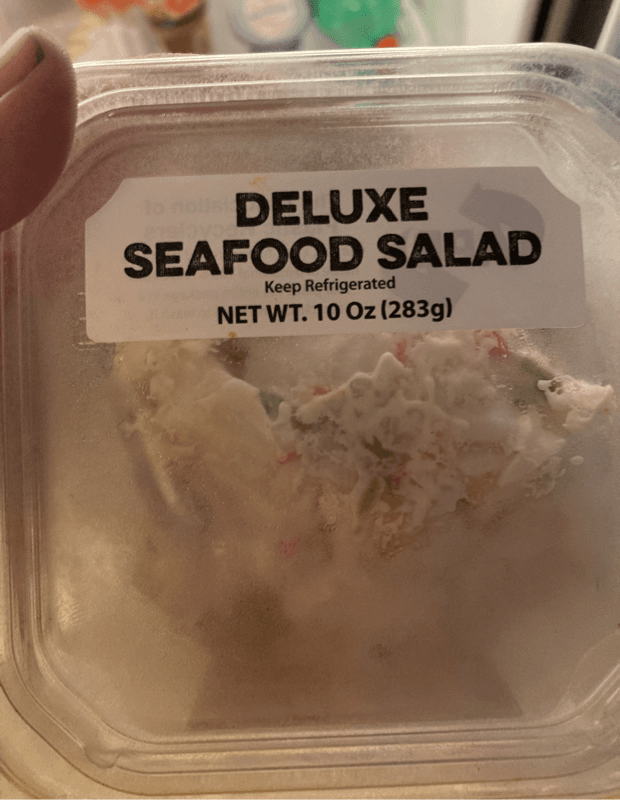 DELUXE
SEAFOOD SALAD
Keep Refrigerated
NET WT. 10 Oz (283g)